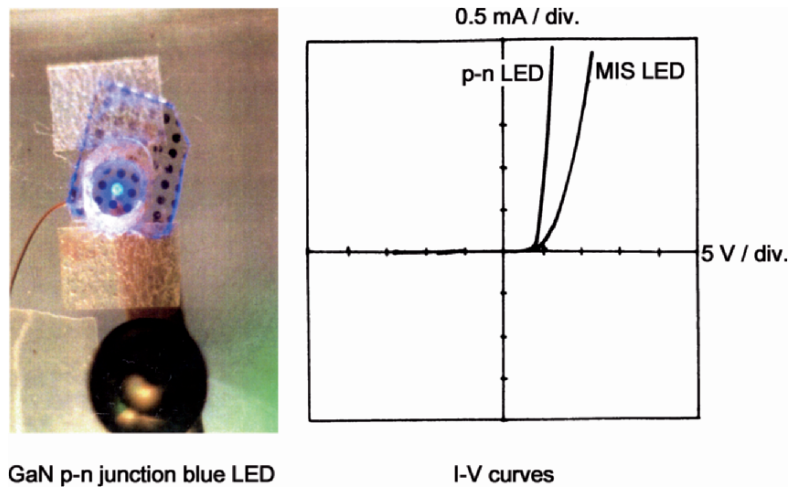 0.5 mA / div.
p-n LED
MIS LED
5 V / div.
GaN p-n junction blue LED
I-V curves